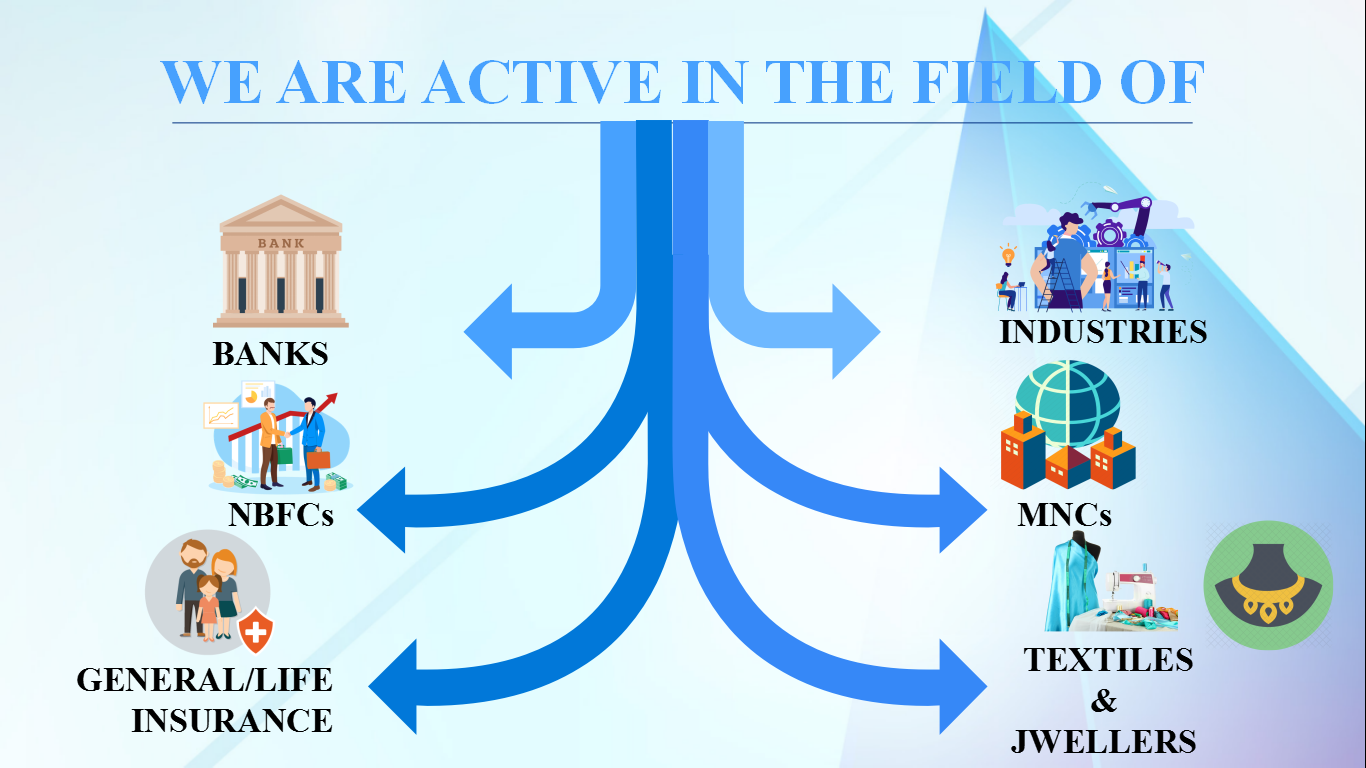 WE ARE ACTIVE IN THE FIELD OF
BANK
BANKS
NBFCs
GENERAL/LIFE
INSURANCE
INDUSTRIES
MNCs
TEXTILES
&
JWELLERS